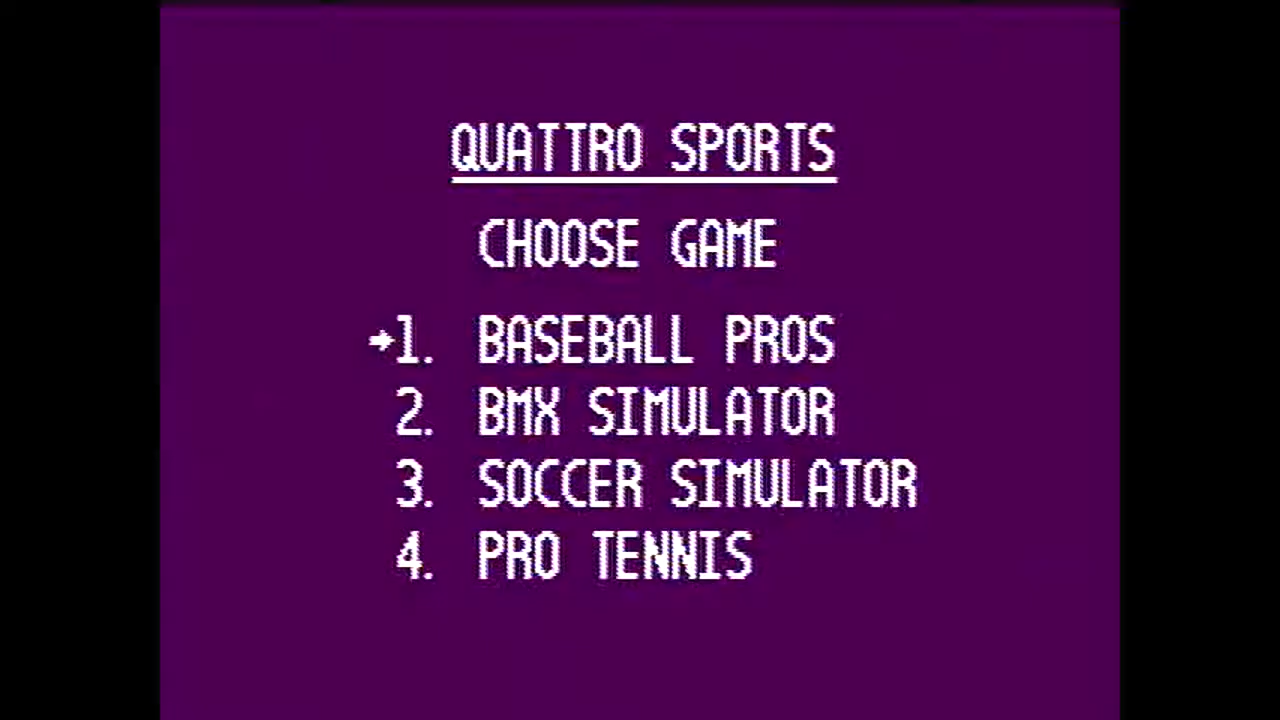 QUATTRO SPORTS
CHOOSE GAME
→1. BASEBALL PROS
2. BMX SIMULATOR
3. SOCCER SIMULATOR
4. PRO TENNIS